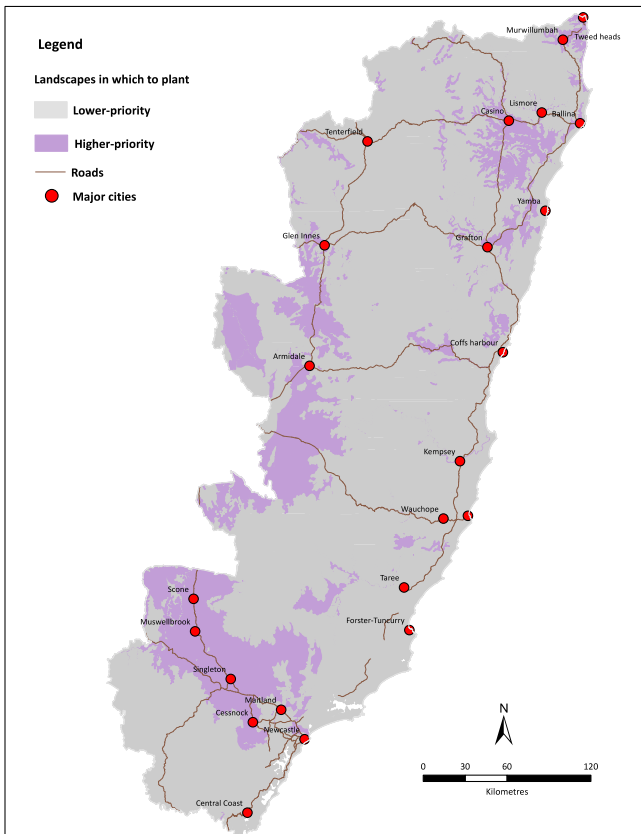 Legend
Landscapes in which to plant
Lower-priority
Higher-priority
Roads
Major cities
Murwillumbah
Tweed heads
Lismore
Casino
Ballina
Tenterfield
Yamba
Glen Innes
Grafton
Coffs harbour
Armidale
Kempsey
Wauchope
Taree
Scone
Forster-Tuncurry
Muswellbrook
Singleton
Maitland
Cessnock
Newcastle
Central Coast
N
0 30 60 120
Kilometres